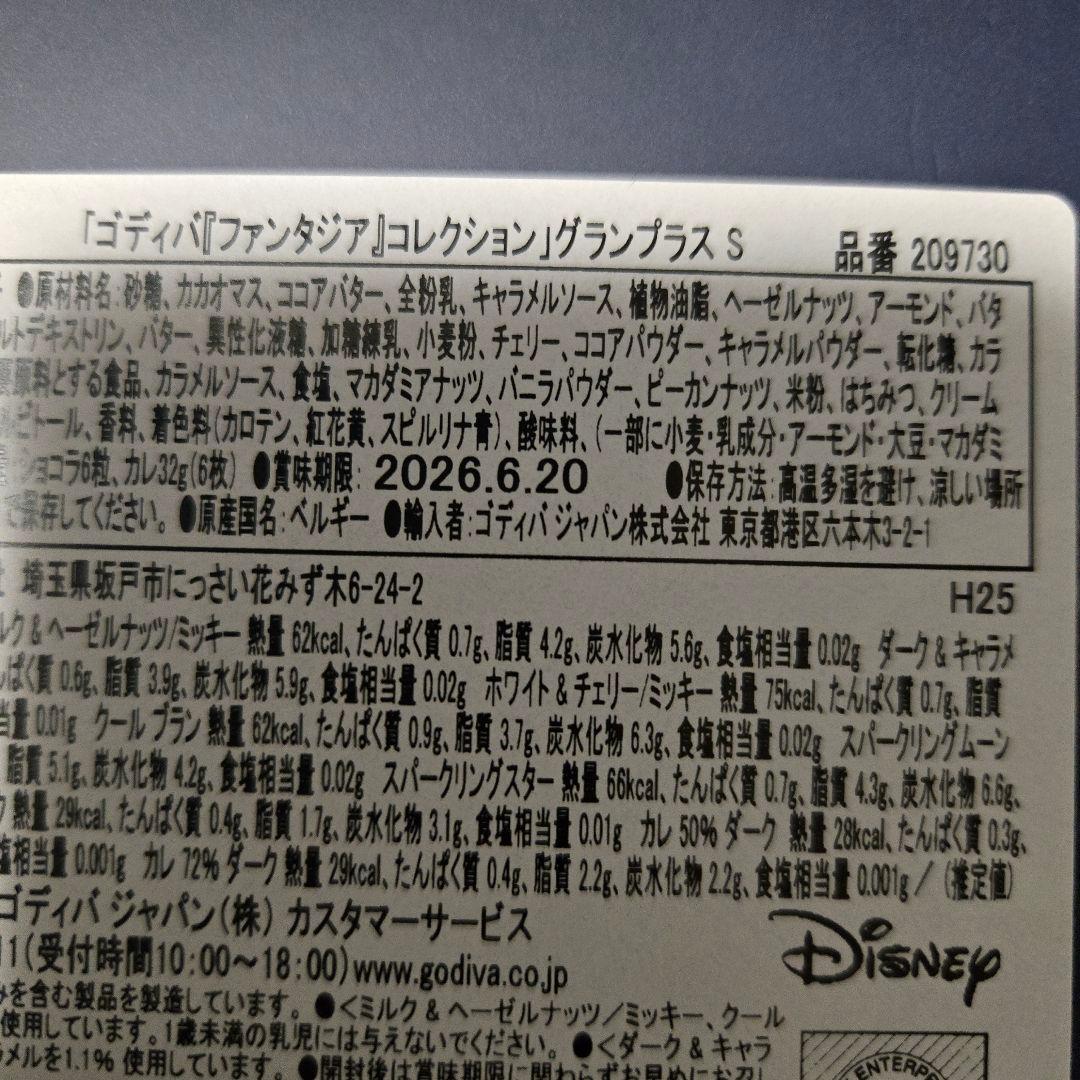 「ゴディバ『ファンタジア』コレクション」グランプラス S 品番 209730
●原材料名：砂糖、カカオマス、ココアバター、全粉乳、キャラメルソース、植物油脂、ヘーゼルナッツ、アーモンド、バタ
ルトデキストリン、バター、異性化液糖、加糖練乳、小麦粉、チェリー、ココアパウダー、キャラメルパウダー、転化糖、カラ
原料とする食品、カラメルソース、食塩、マカダミアナッツ、バニラパウダー、ピーカンナッツ、米粉、はちみつ、クリーム
ビトール、香料、着色料（カロテン、紅花黄、スピルリナ青）、酸味料、（一部に小麦・乳成分・アーモンド・大豆・マカダミ
ショコラ6粒、カレ32g(6枚) ●賞味期限：2026.6.20 ●保存方法：高温多湿を避け、涼しい場所
で保存してください。●原産国名：ベルギー ●輸入者：ゴディバ ジャパン株式会社 東京都港区六本木3-2-1
埼玉県坂戸市にっさい花みず木6-24-2 H25
ルク & ヘーゼルナッツ/ミッキー 熱量 62kcal、たんぱく質 0.7g、脂質 4.2g、炭水化物 5.6g、食塩相当量 0.02g ダーク & キャラメ
んぱく質 0.6g、脂質 3.9g、炭水化物 5.9g、食塩相当量 0.02g ホワイト & チェリー/ミッキー 熱量 75kcal、たんぱく質 0.7g、脂質
当量 0.01g クール ブラン 熱量 62kcal、たんぱく質 0.9g、脂質 3.7g、炭水化物 6.3g、食塩相当量 0.02g スパークリングムーン
脂質 5.1g、炭水化物 4.2g、食塩相当量 0.02g スパークリングスター 熱量 66kcal、たんぱく質 0.7g、脂質 4.3g、炭水化物 6.6g、
ク 熱量 29kcal、たんぱく質 0.4g、脂質 1.7g、炭水化物 3.1g、食塩相当量 0.01g カレ 50% ダーク 熱量 28kcal、たんぱく質 0.3g、
塩相当量 0.001g カレ 72% ダーク 熱量 29kcal、たんぱく質 0.4g、脂質 2.2g、炭水化物 2.2g、食塩相当量 0.001g／（推定値）
ゴディバ ジャパン（株）カスタマーサービス
11（受付時間10：00～18：00）www.godiva.co.jp
みを含む製品を製造しています。●＜ミルク & ヘーゼルナッツ／ミッキー、クール
使用しています。1歳未満の乳児には与えないでください。●＜ダーク & キャラ
ラメルを1.1% 使用しています。●開封後は賞味期限に関わらずお早めにお召し
DISNEY
ENTERPR